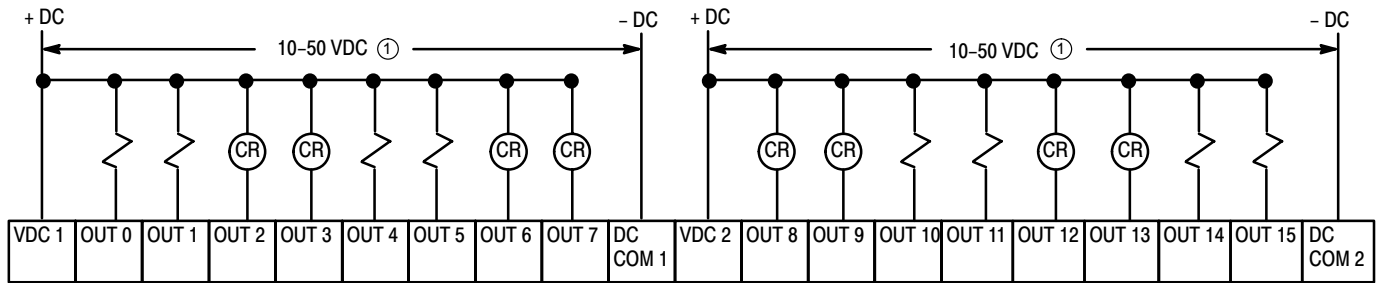 + DC – DC + DC – DC
10–50 VDC ① 10–50 VDC ①
CR CR CR CR CR CR CR CR
VDC 1 OUT 0 OUT 1 OUT 2 OUT 3 OUT 4 OUT 5 OUT 6 OUT 7 DC COM 1 VDC 2 OUT 8 OUT 9 OUT 10 OUT 11 OUT 12 OUT 13 OUT 14 OUT 15 DC COM 2